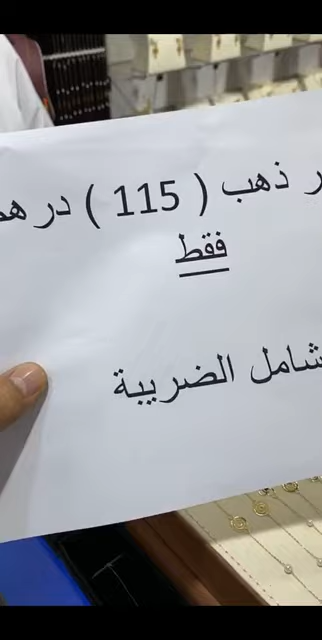 ر ذهب ( 115 ) درهم
فقط
شامل الضريبة